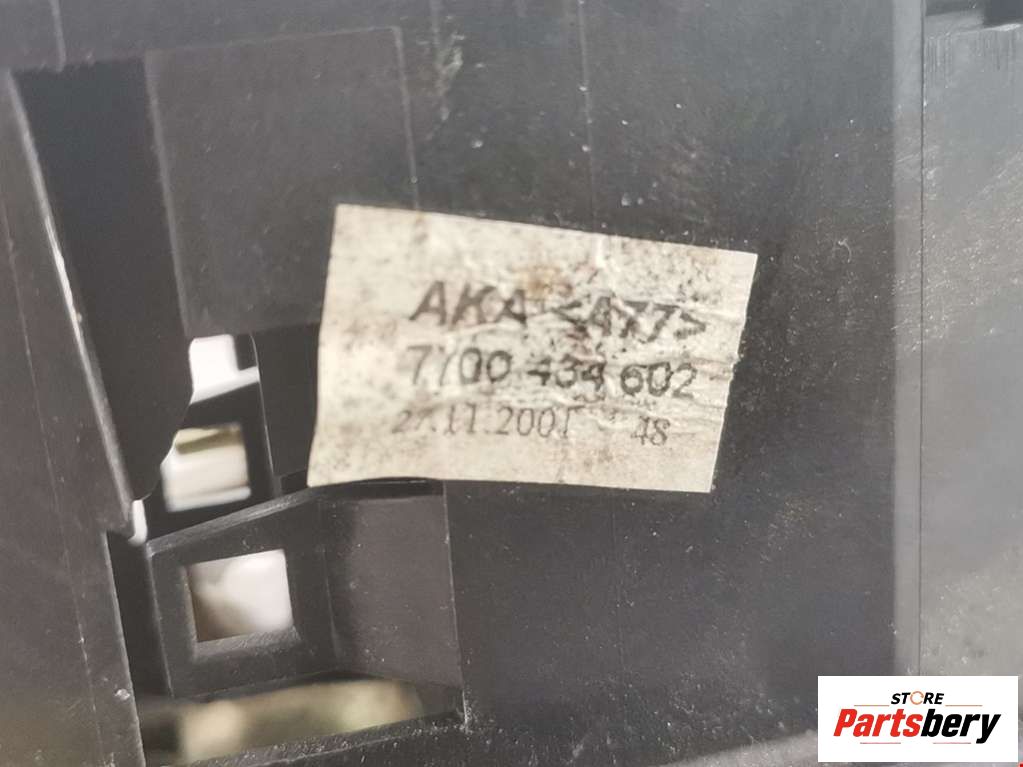 AKA <A77>
7700 434 602
27.11.2001 48
STORE
Partsbery